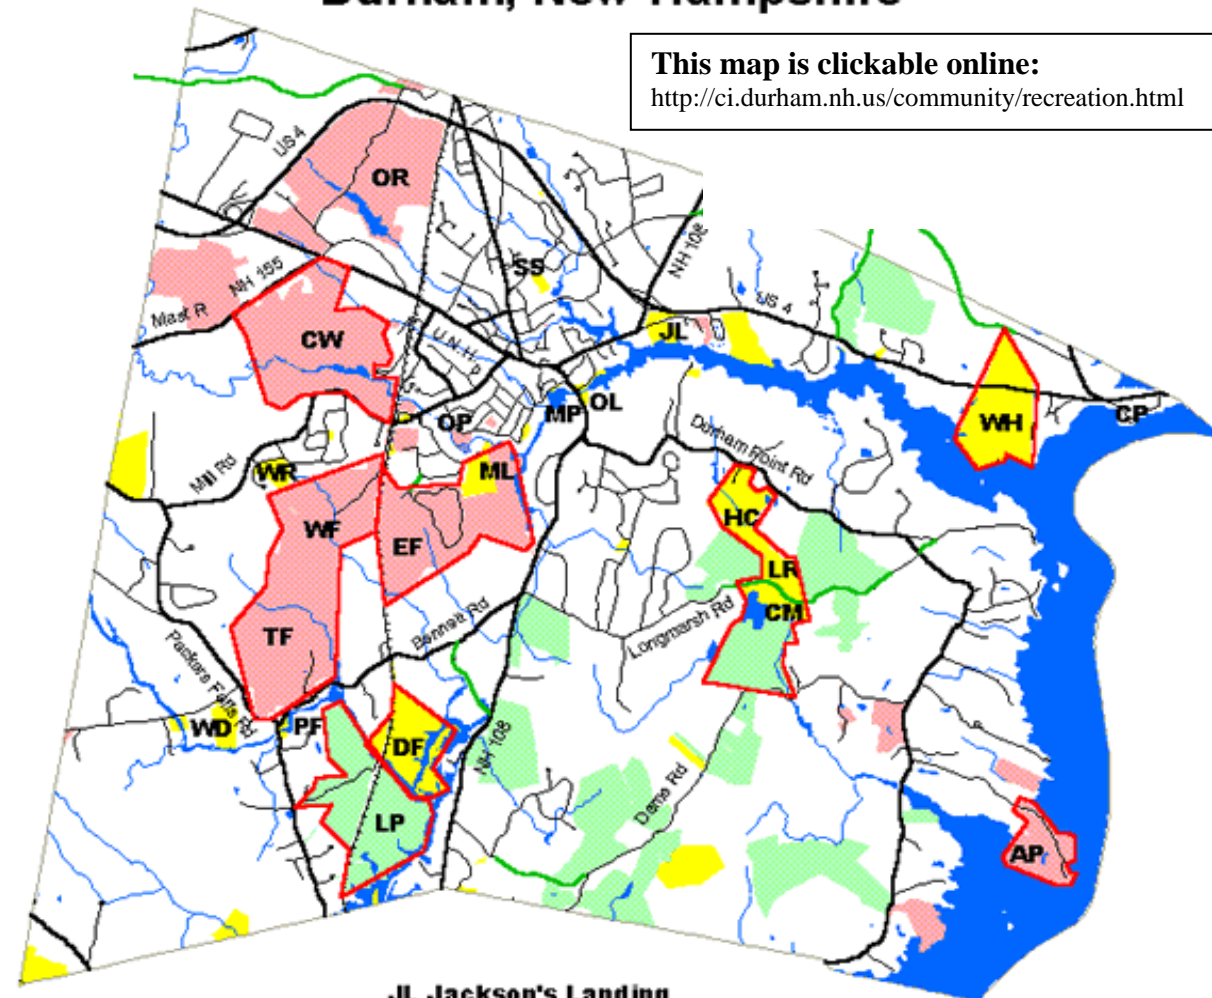 Durham, New Hampshire
This map is clickable online:
http://ci.durham.nh.us/community/recreation.html
US 4
OR
NH 108
SS
NH 155
Mast R
US 4
CW
U.N.H.
JL
OL
MP
OP
WH
CP
Durham Point Rd
Mill Rd
WR
ML
HC
WF
EF
LR
CM
Bennett Rd
Longmarsh Rd
TF
Packers Falls Rd
WD
PF
DF
NH 108
Dame Rd
LP
AP
JL Jackson's Landing